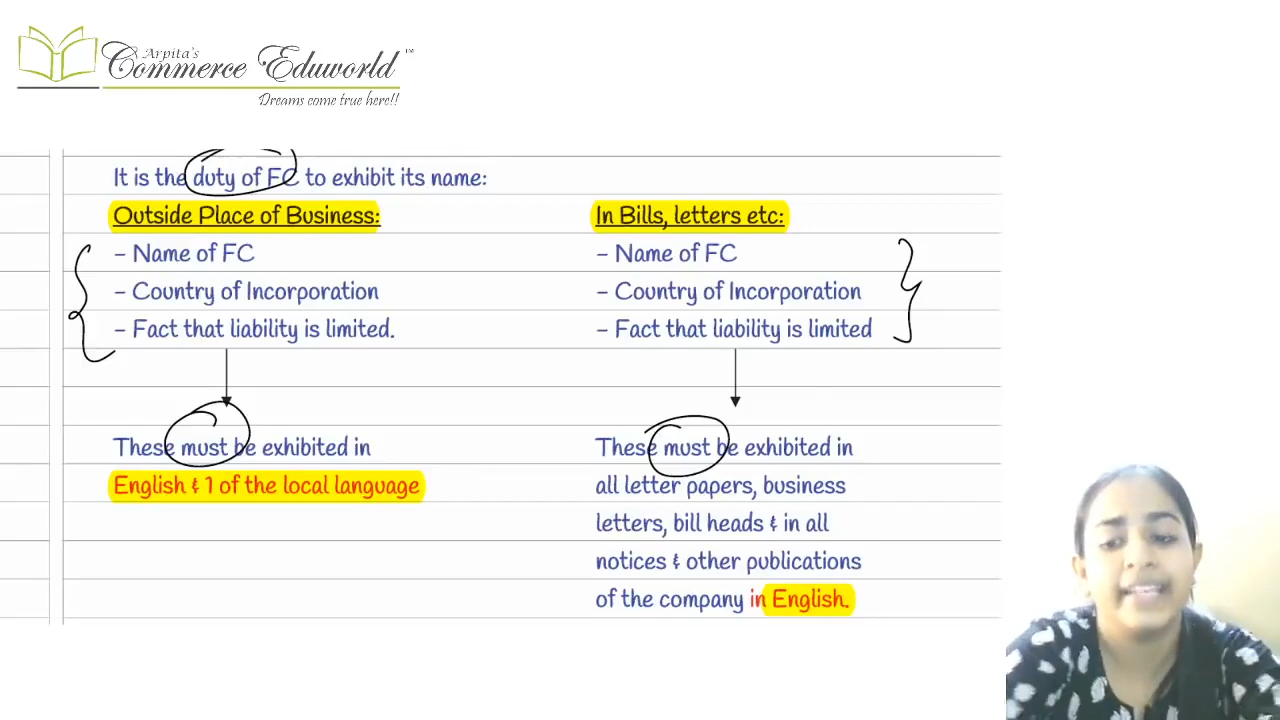 Arpita's
Commerce Eduworld™
Dreams come true here!!
It is the duty of FC to exhibit its name:
Outside Place of Business:
- Name of FC
- Country of Incorporation
- Fact that liability is limited.
These must be exhibited in
English & 1 of the local language
In Bills, letters etc:
- Name of FC
- Country of Incorporation
- Fact that liability is limited
These must be exhibited in
all letter papers, business
letters, bill heads & in all
notices & other publications
of the company in English.